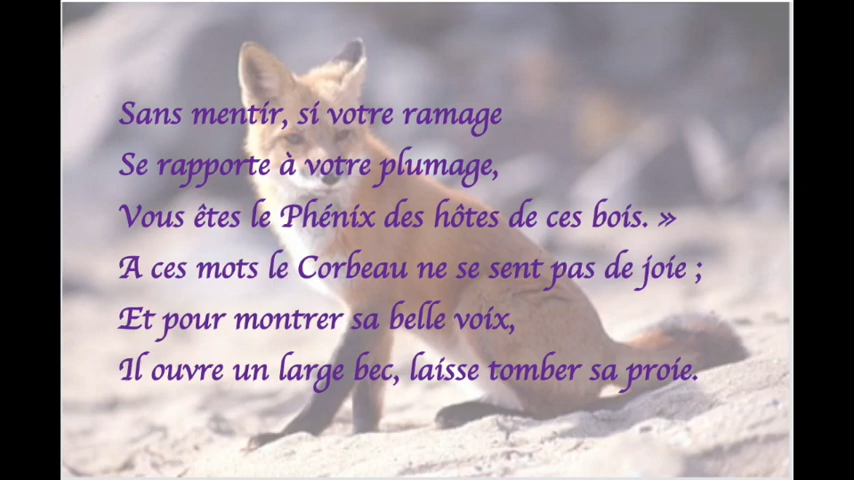 Sans mentir, si votre ramage
Se rapporte à votre plumage,
Vous êtes le Phénix des hôtes de ces bois. »
A ces mots le Corbeau ne se sent pas de joie ;
Et pour montrer sa belle voix,
Il ouvre un large bec, laisse tomber sa proie.